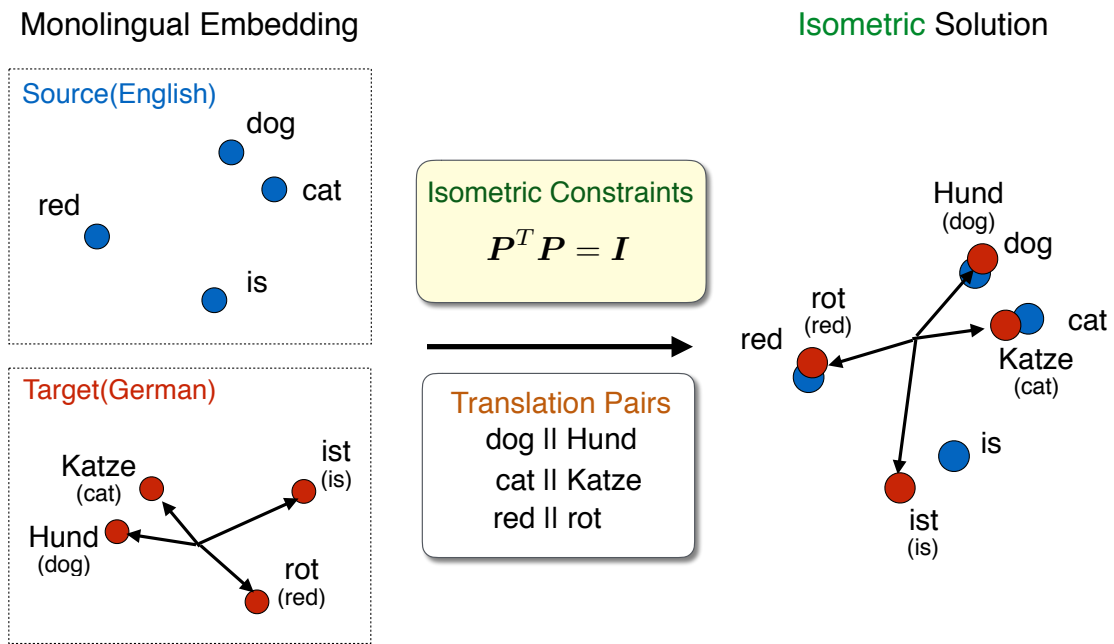 Monolingual Embedding
Source(English)
dog
cat
red
is
Target(German)
Katze
(cat)
ist
(is)
Hund
(dog)
rot
(red)
Isometric Constraints
P^T P = I
Translation Pairs
dog || Hund
cat || Katze
red || rot
Isometric Solution
Hund
(dog)
dog
rot
(red)
red
cat
Katze
(cat)
is
ist
(is)